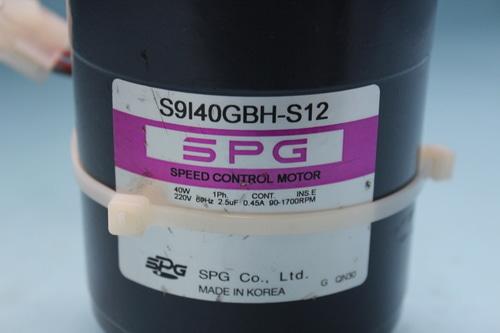 S9I40GBH-S12
SPG
SPEED CONTROL MOTOR
40W 1Ph CONT. INS.E
220V 60Hz 2.5uF 0.45A 90-1700RPM
SPG SPG Co., Ltd.
MADE IN KOREA G QN30